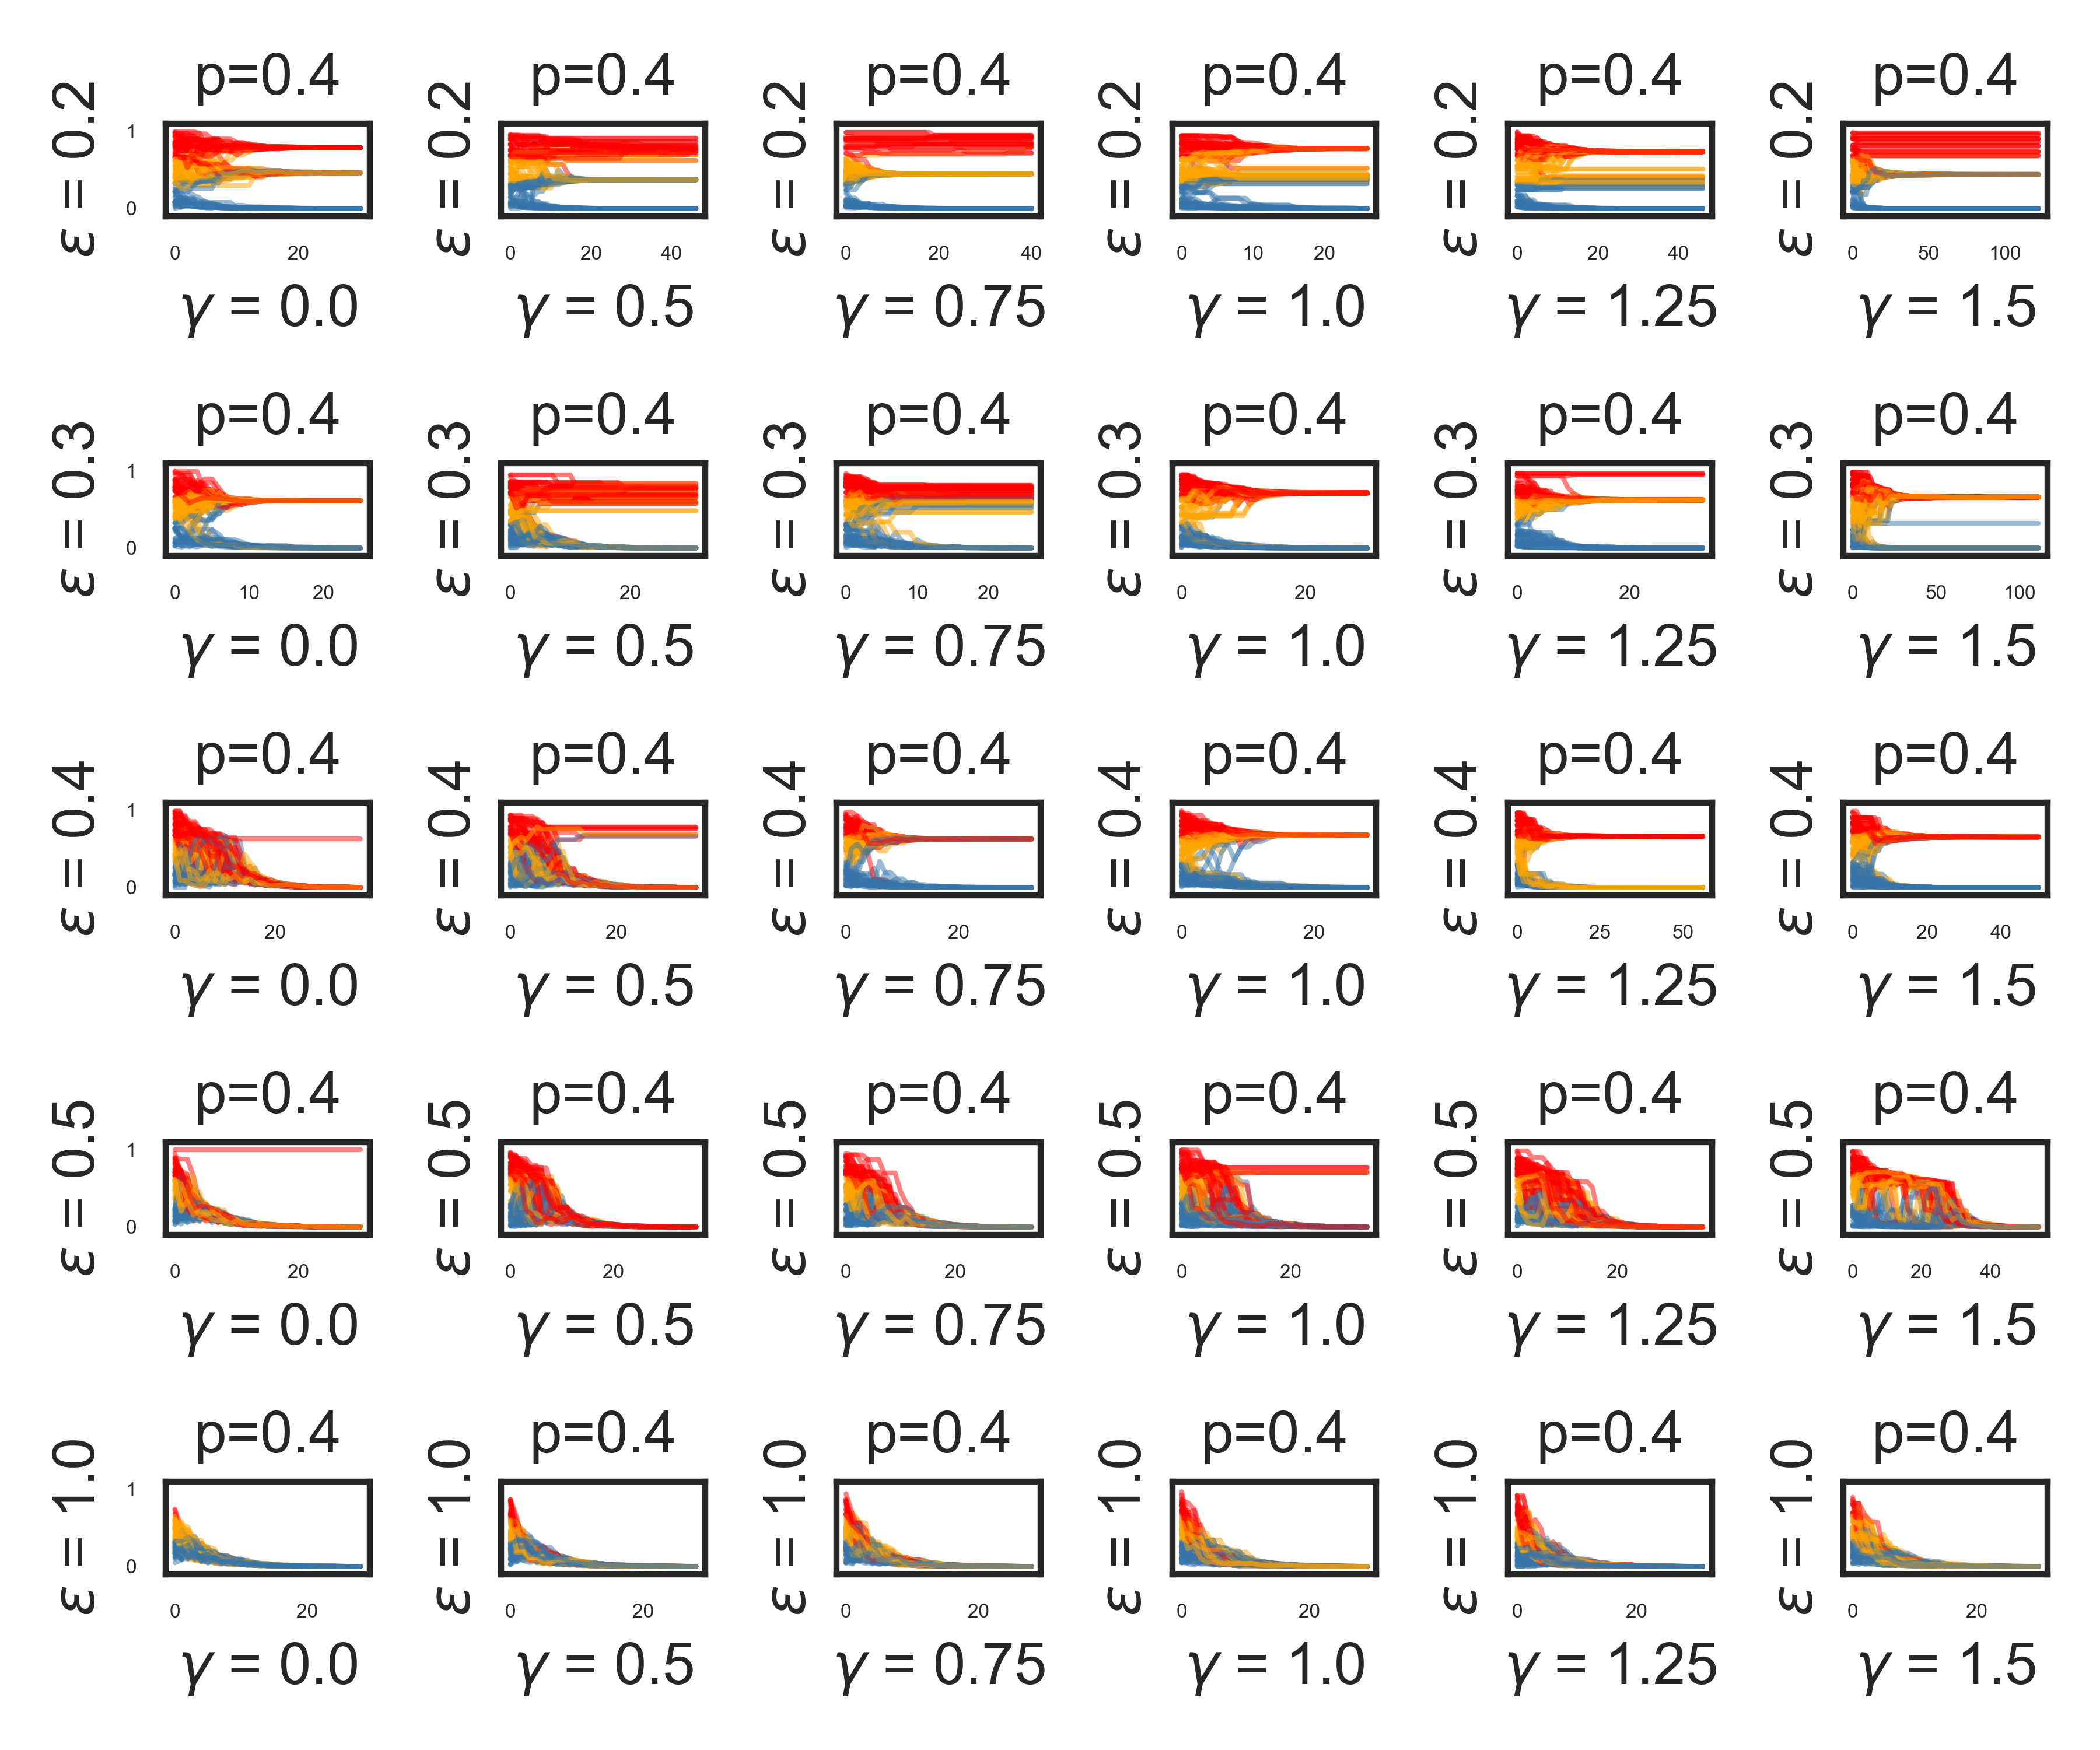 p=0.4 p=0.4 p=0.4 p=0.4 p=0.4 p=0.4
ε = 0.2 ε = 0.2 ε = 0.2 ε = 0.2 ε = 0.2 ε = 0.2
1
0
0 20 0 20 40 0 20 40 0 10 20 0 20 40 0 50 100
γ = 0.0 γ = 0.5 γ = 0.75 γ = 1.0 γ = 1.25 γ = 1.5
p=0.4 p=0.4 p=0.4 p=0.4 p=0.4 p=0.4
ε = 0.3 ε = 0.3 ε = 0.3 ε = 0.3 ε = 0.3 ε = 0.3
1
0
0 10 20 0 20 0 10 20 0 20 0 20 0 50 100
γ = 0.0 γ = 0.5 γ = 0.75 γ = 1.0 γ = 1.25 γ = 1.5
p=0.4 p=0.4 p=0.4 p=0.4 p=0.4 p=0.4
ε = 0.4 ε = 0.4 ε = 0.4 ε = 0.4 ε = 0.4 ε = 0.4
1
0
0 20 0 20 0 20 0 20 0 25 50 0 20 40
γ = 0.0 γ = 0.5 γ = 0.75 γ = 1.0 γ = 1.25 γ = 1.5
p=0.4 p=0.4 p=0.4 p=0.4 p=0.4 p=0.4
ε = 0.5 ε = 0.5 ε = 0.5 ε = 0.5 ε = 0.5 ε = 0.5
1
0
0 20 0 20 0 20 0 20 0 20 0 20 40
γ = 0.0 γ = 0.5 γ = 0.75 γ = 1.0 γ = 1.25 γ = 1.5
p=0.4 p=0.4 p=0.4 p=0.4 p=0.4 p=0.4
ε = 1.0 ε = 1.0 ε = 1.0 ε = 1.0 ε = 1.0 ε = 1.0
1
0
0 20 0 20 0 20 0 20 0 20 0 20
γ = 0.0 γ = 0.5 γ = 0.75 γ = 1.0 γ = 1.25 γ = 1.5